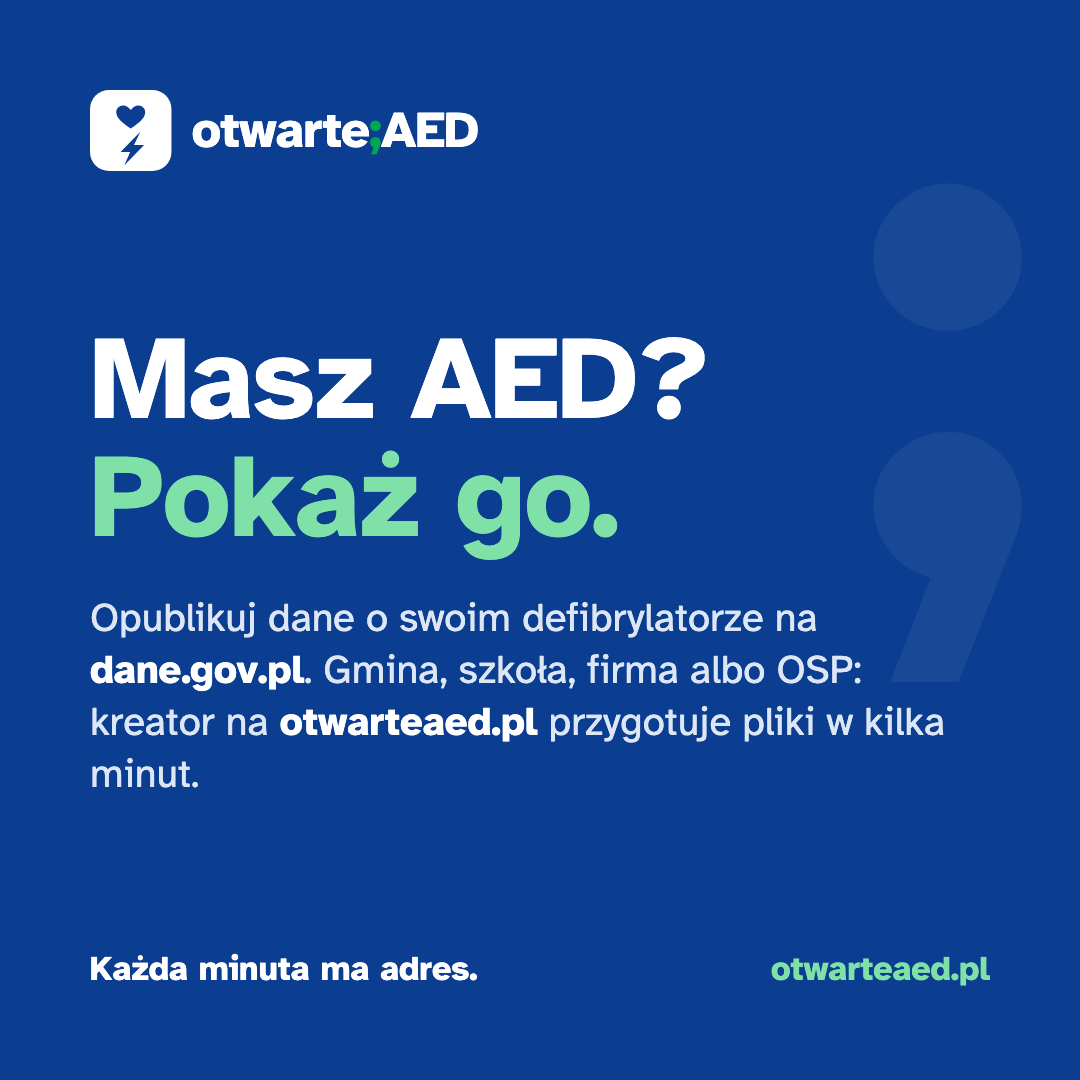 otwarte;AED
Masz AED?
Pokaż go.
Opublikuj dane o swoim defibrylatorze na
dane.gov.pl. Gmina, szkoła, firma albo OSP:
kreator na otwarteaed.pl przygotuje pliki w kilka
minut.
Każda minuta ma adres.
otwarteaed.pl